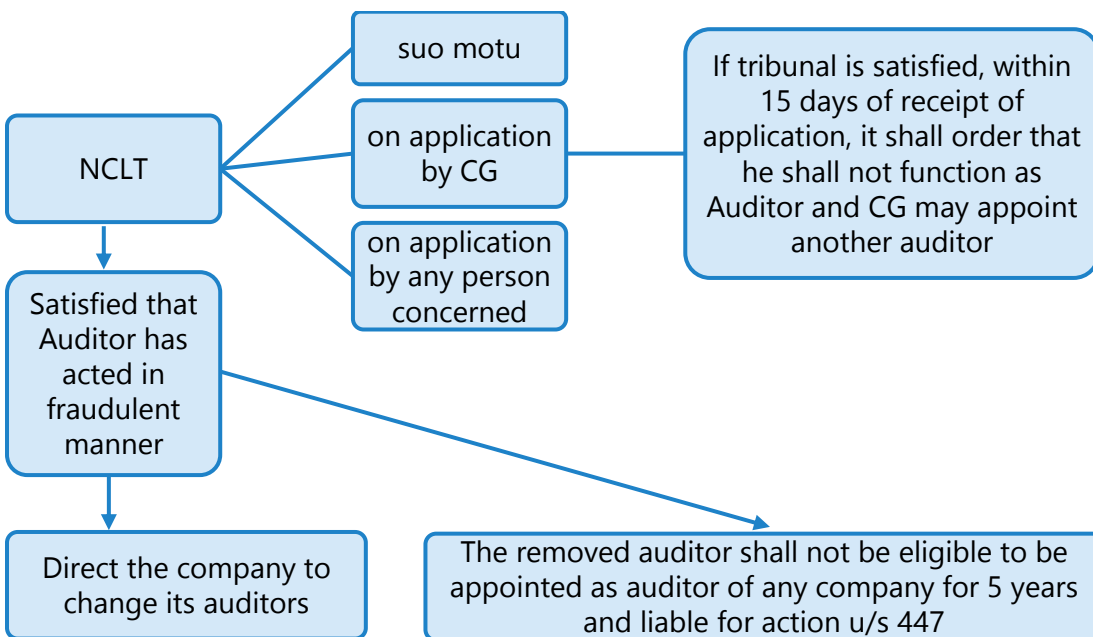 NCLT
suo motu
on application
by CG
on application
by any person
concerned
If tribunal is satisfied, within
15 days of receipt of
application, it shall order that
he shall not function as
Auditor and CG may appoint
another auditor
Satisfied that
Auditor has
acted in
fraudulent
manner
Direct the company to
change its auditors
The removed auditor shall not be eligible to be
appointed as auditor of any company for 5 years
and liable for action u/s 447